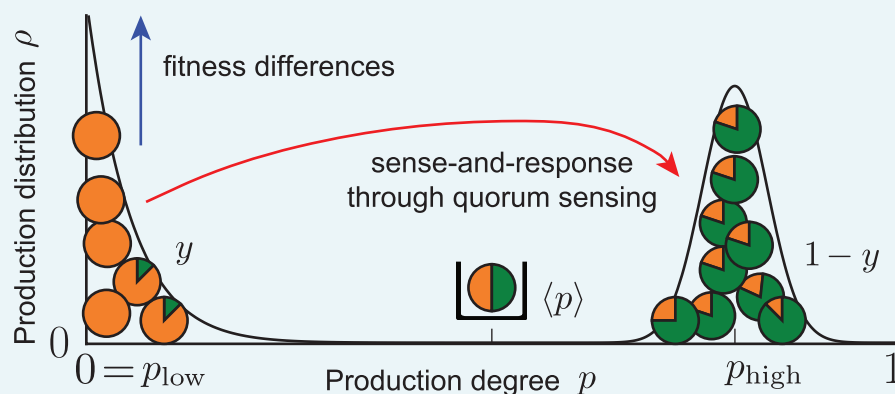 Production distribution ρ
fitness differences
sense-and-response
through quorum sensing
y
⟨p⟩
1 − y
0
0 = p_low
Production degree p
p_high
1